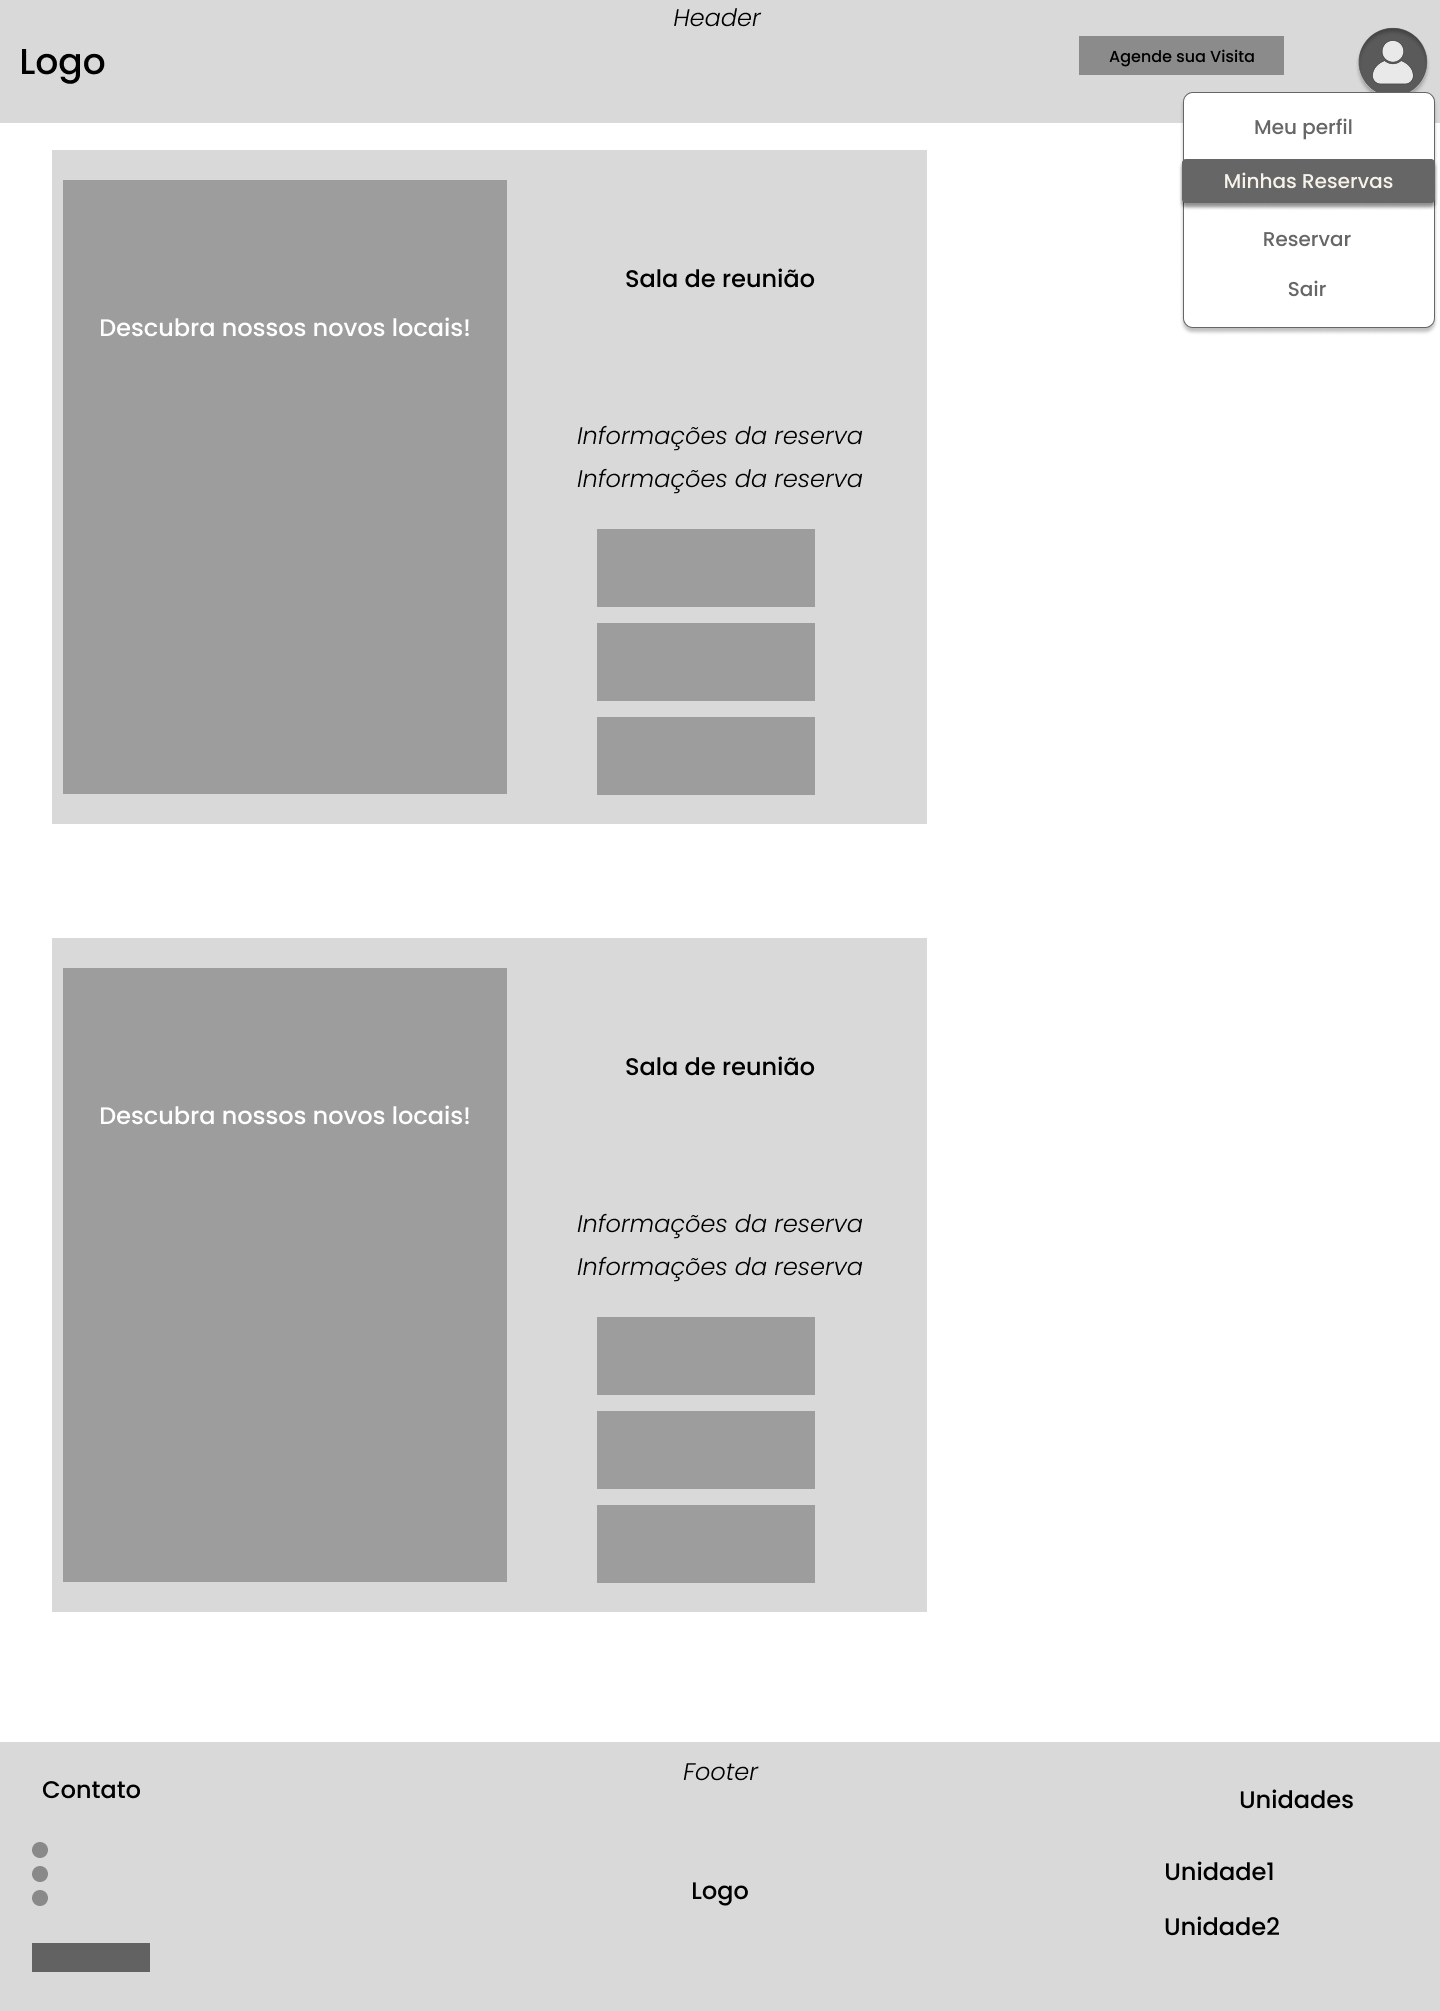 Header
Logo
Agende sua Visita
Meu perfil
Minhas Reservas
Reservar
Sair
Descubra nossos novos locais!
Sala de reunião
Informações da reserva
Informações da reserva
Descubra nossos novos locais!
Sala de reunião
Informações da reserva
Informações da reserva
Footer
Contato
Logo
Unidades
Unidade1
Unidade2